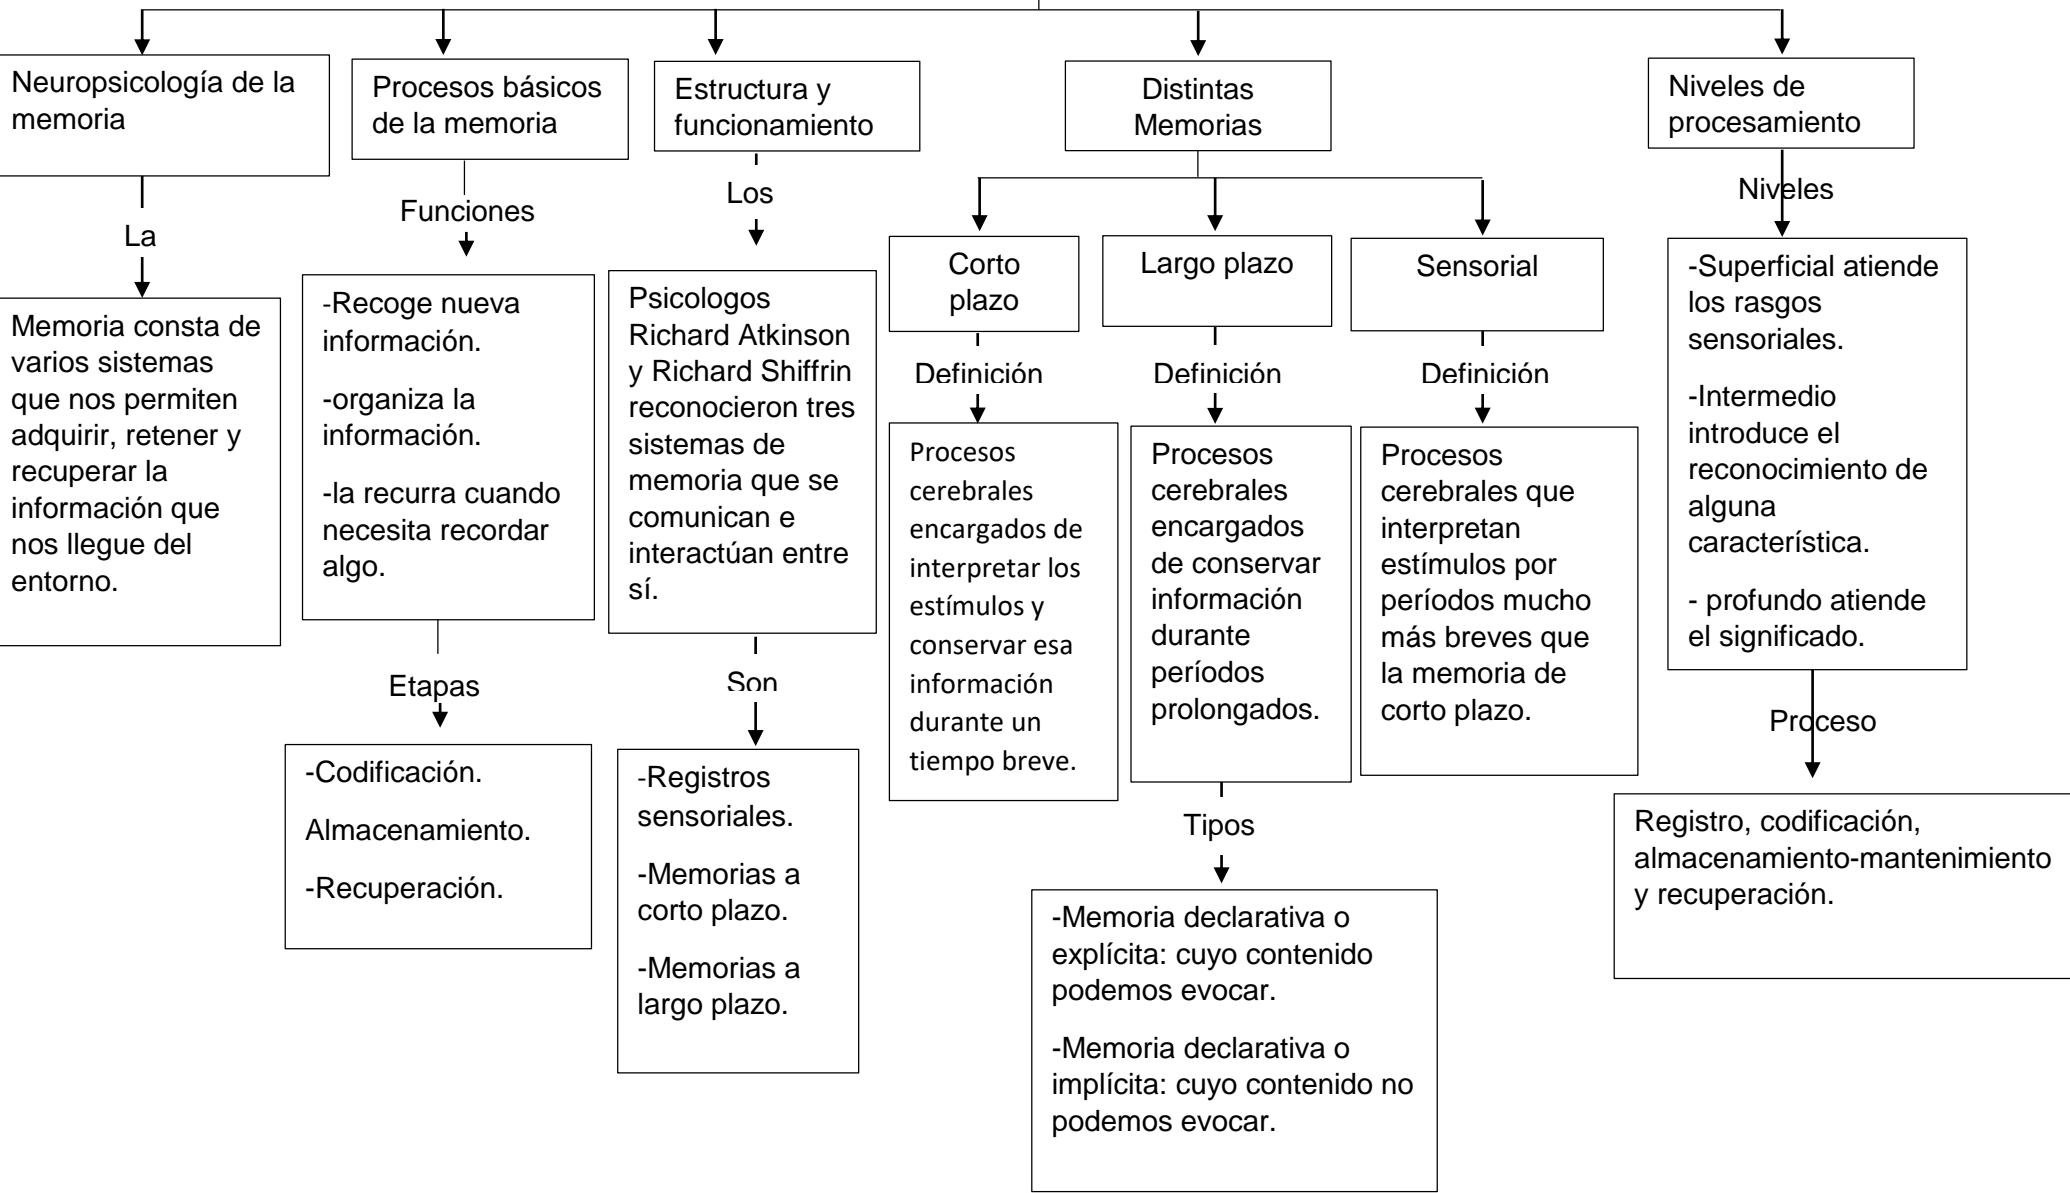 Neuropsicología de la
memoria
La
Memoria consta de
varios sistemas
que nos permiten
adquirir, retener y
recuperar la
información que
nos llegue del
entorno.
Procesos básicos
de la memoria
Funciones
-Recoge nueva
información.
-organiza la
información.
-la recurra cuando
necesita recordar
algo.
Etapas
-Codificación.
Almacenamiento.
-Recuperación.
Estructura y
funcionamiento
Los
Psicologos
Richard Atkinson
y Richard Shiffrin
reconocieron tres
sistemas de
memoria que se
comunican e
interactúan entre
sí.
Son
-Registros
sensoriales.
-Memorias a
corto plazo.
-Memorias a
largo plazo.
Distintas
Memorias
Corto
plazo
Definición
Procesos
cerebrales
encargados de
interpretar los
estímulos y
conservar esa
información
durante un
tiempo breve.
Largo plazo
Definición
Procesos
cerebrales
encargados
de conservar
información
durante
períodos
prolongados.
Tipos
-Memoria declarativa o
explícita: cuyo contenido
podemos evocar.
-Memoria declarativa o
implícita: cuyo contenido no
podemos evocar.
Sensorial
Definición
Procesos
cerebrales que
interpretan
estímulos por
períodos mucho
más breves que
la memoria de
corto plazo.
Niveles de
procesamiento
Niveles
-Superficial atiende
los rasgos
sensoriales.
-Intermedio
introduce el
reconocimiento de
alguna
característica.
- profundo atiende
el significado.
Proceso
Registro, codificación,
almacenamiento-mantenimiento
y recuperación.